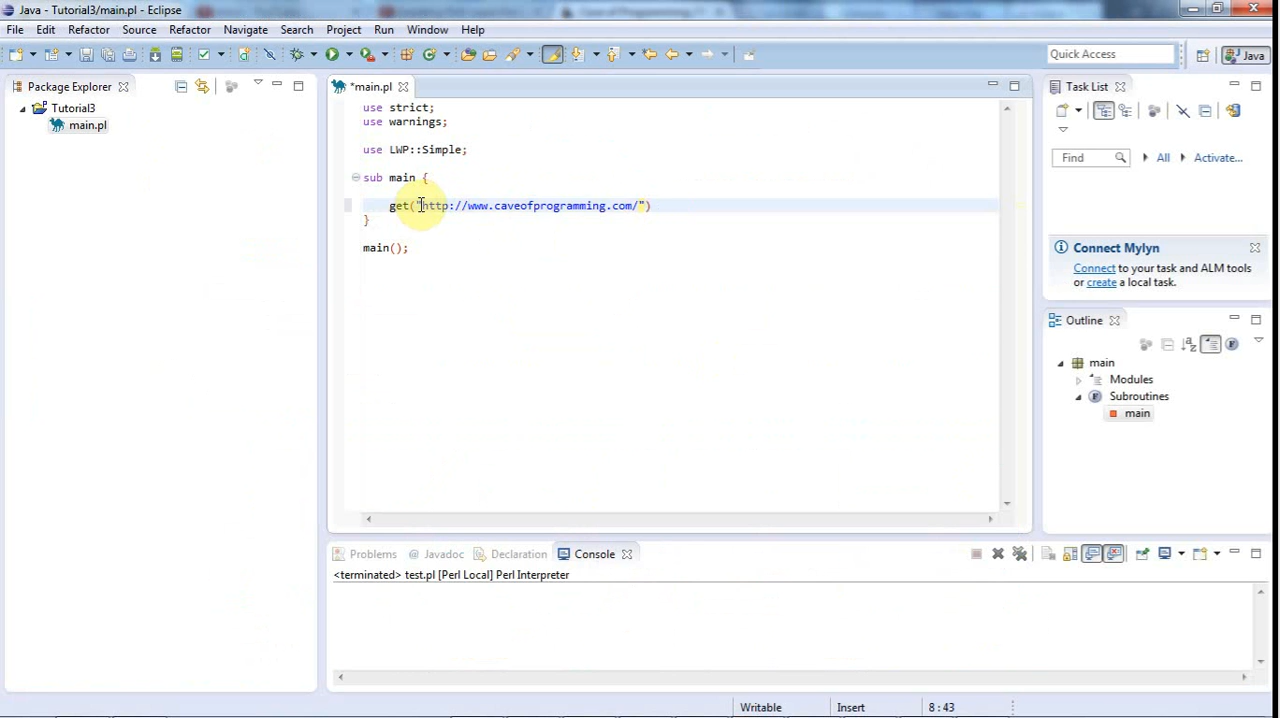 Java - Tutorial3/main.pl - Eclipse
File Edit Refactor Source Refactor Navigate Search Project Run Window Help
Quick Access
Java
Package Explorer
*main.pl
Task List
Tutorial3
main.pl
use strict;
use warnings;
use LWP::Simple;
sub main {
get("http://www.caveofprogramming.com/")
}
main();
Find
All
Activate...
Connect Mylyn
Connect to your task and ALM tools
or create a local task.
Outline
main
Modules
Subroutines
main
Problems
@ Javadoc
Declaration
Console
<terminated> test.pl [Perl Local] Perl Interpreter
Writable
Insert
8 : 43